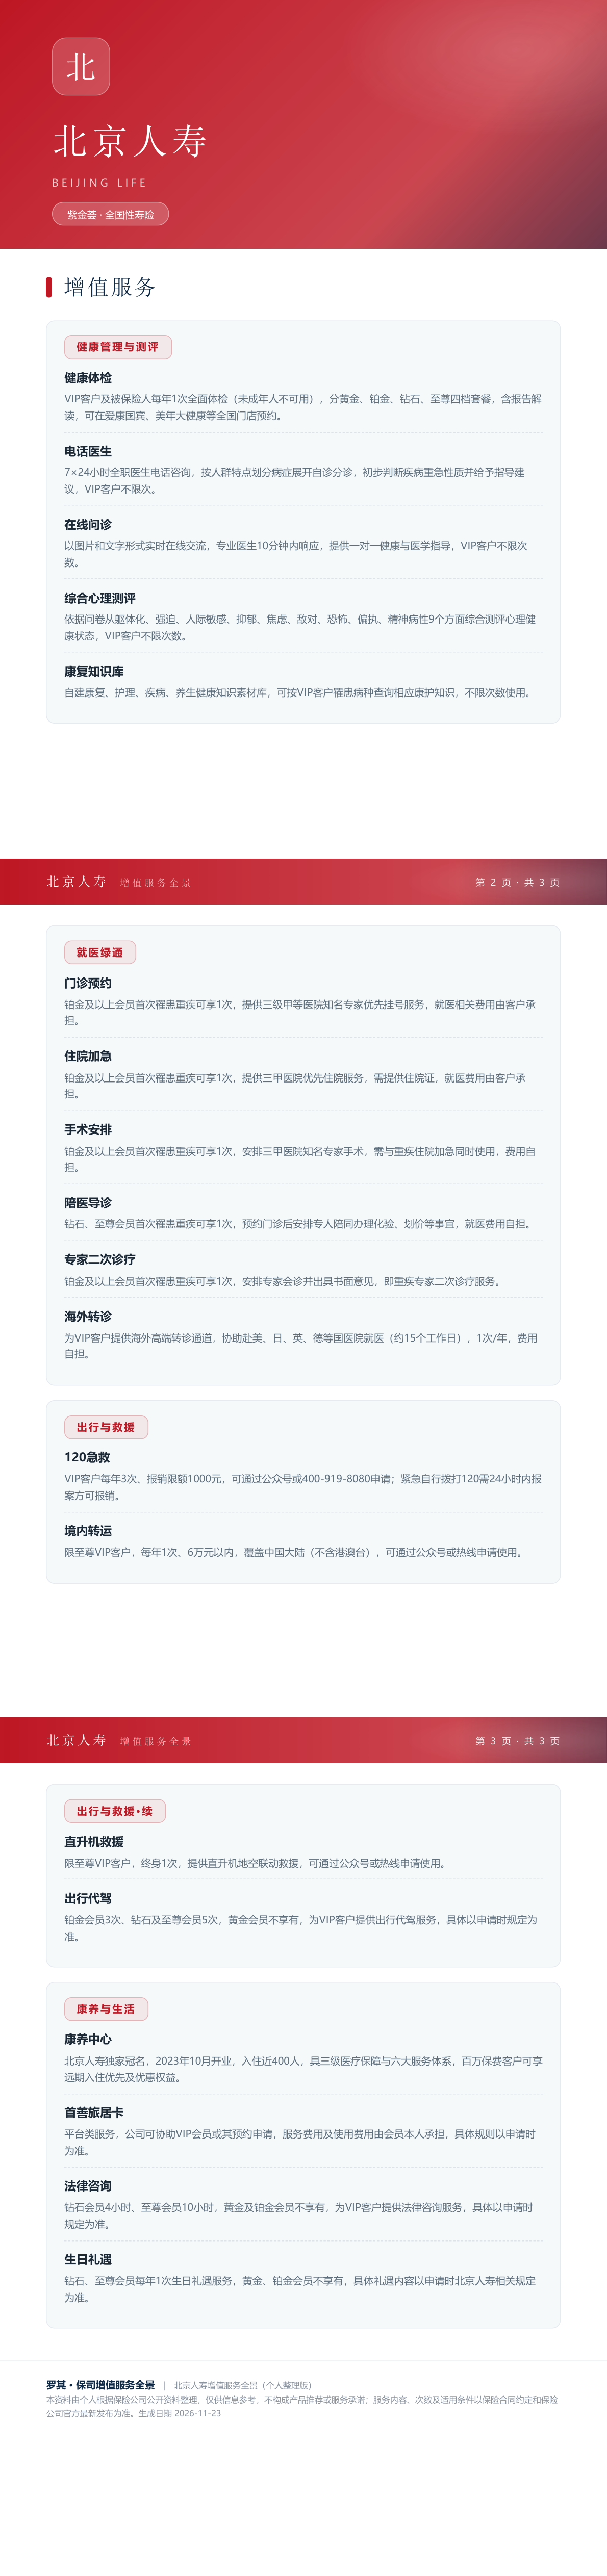 北
北京人寿
BEIJING LIFE
紫金荟 · 全国性寿险
增值服务
健康管理与测评
健康体检
VIP客户及被保险人每年1次全面体检（未成年人不可用），分黄金、铂金、钻石、至尊四档套餐，含报告解
读，可在爱康国宾、美年大健康等全国门店预约。
电话医生
7×24小时全职医生电话咨询，按人群特点划分病症展开自诊分诊，初步判断疾病重急性质并给予指导建
议，VIP客户不限次。
在线问诊
以图片和文字形式实时在线交流，专业医生10分钟内响应，提供一对一健康与医学指导，VIP客户不限次
数。
综合心理测评
依据问卷从躯体化、强迫、人际敏感、抑郁、焦虑、敌对、恐怖、偏执、精神病性9个方面综合测评心理健
康状态，VIP客户不限次数。
康复知识库
自建康复、护理、疾病、养生健康知识素材库，可按VIP客户罹患病种查询相应康护知识，不限次数使用。
北京人寿 增值服务全景 第 2 页 · 共 3 页
就医绿通
门诊预约
铂金及以上会员首次罹患重疾可享1次，提供三级甲等医院知名专家优先挂号服务，就医相关费用由客户承
担。
住院加急
铂金及以上会员首次罹患重疾可享1次，提供三甲医院优先住院服务，需提供住院证，就医费用由客户承
担。
手术安排
铂金及以上会员首次罹患重疾可享1次，安排三甲医院知名专家手术，需与重疾住院加急同时使用，费用自
担。
陪医导诊
钻石、至尊会员首次罹患重疾可享1次，预约门诊后安排专人陪同办理化验、划价等事宜，就医费用自担。
专家二次诊疗
铂金及以上会员首次罹患重疾可享1次，安排专家会诊并出具书面意见，即重疾专家二次诊疗服务。
海外转诊
为VIP客户提供海外高端转诊通道，协助赴美、日、英、德等国医院就医（约15个工作日），1次/年，费用
自担。
出行与救援
120急救
VIP客户每年3次、报销限额1000元，可通过公众号或400-919-8080申请；紧急自行拨打120需24小时内报
案方可报销。
境内转运
限至尊VIP客户，每年1次、6万元以内，覆盖中国大陆（不含港澳台），可通过公众号或热线申请使用。
北京人寿 增值服务全景 第 3 页 · 共 3 页
出行与救援·续
直升机救援
限至尊VIP客户，终身1次，提供直升机地空联动救援，可通过公众号或热线申请使用。
出行代驾
铂金会员3次、钻石及至尊会员5次，黄金会员不享有，为VIP客户提供出行代驾服务，具体以申请时规定为
准。
康养与生活
康养中心
北京人寿独家冠名，2023年10月开业，入住近400人，具三级医疗保障与六大服务体系，百万保费客户可享
远期入住优先及优惠权益。
首善旅居卡
平台类服务，公司可协助VIP会员或其预约申请，服务费用及使用费用由会员本人承担，具体规则以申请时
为准。
法律咨询
钻石会员4小时、至尊会员10小时，黄金及铂金会员不享有，为VIP客户提供法律咨询服务，具体以申请时
规定为准。
生日礼遇
钻石、至尊会员每年1次生日礼遇服务，黄金、铂金会员不享有，具体礼遇内容以申请时北京人寿相关规定
为准。
罗其 · 保司增值服务全景 | 北京人寿增值服务全景（个人整理版）
本资料由个人根据保险公司公开资料整理，仅供信息参考，不构成产品推荐或服务承诺；服务内容、次数及适用条件以保险合同约定和保险
公司官方最新发布为准。生成日期 2026-11-23